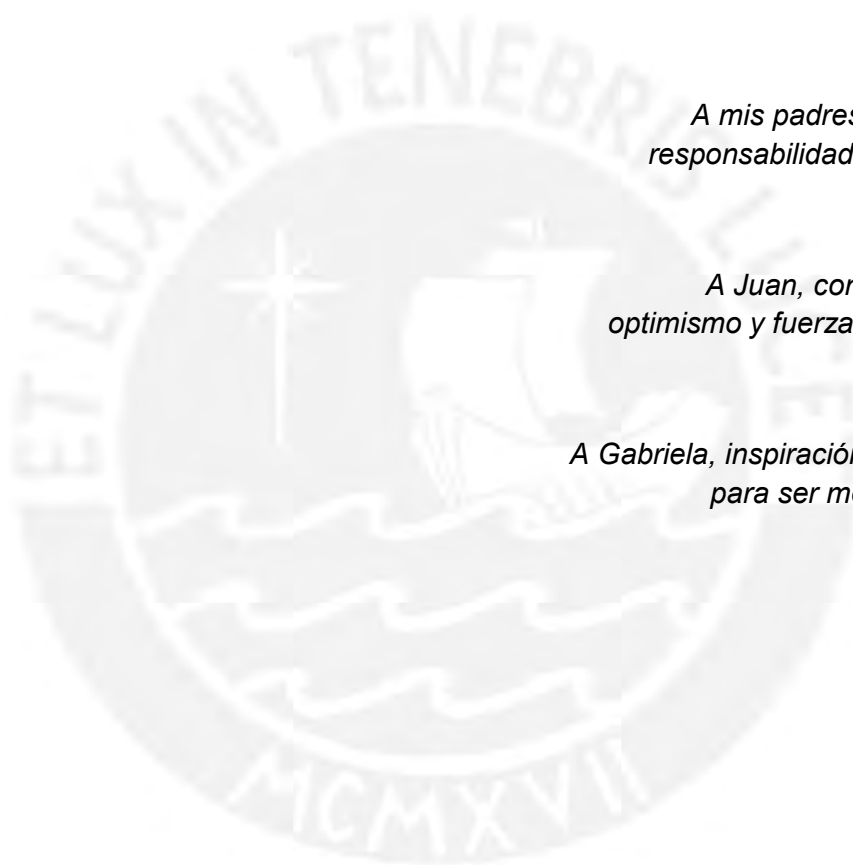 ET LUX IN TENEBRIS LUCET
A mis padres
responsabilidad
A Juan, con
optimismo y fuerza
A Gabriela, inspiración
para ser
MCMXVII